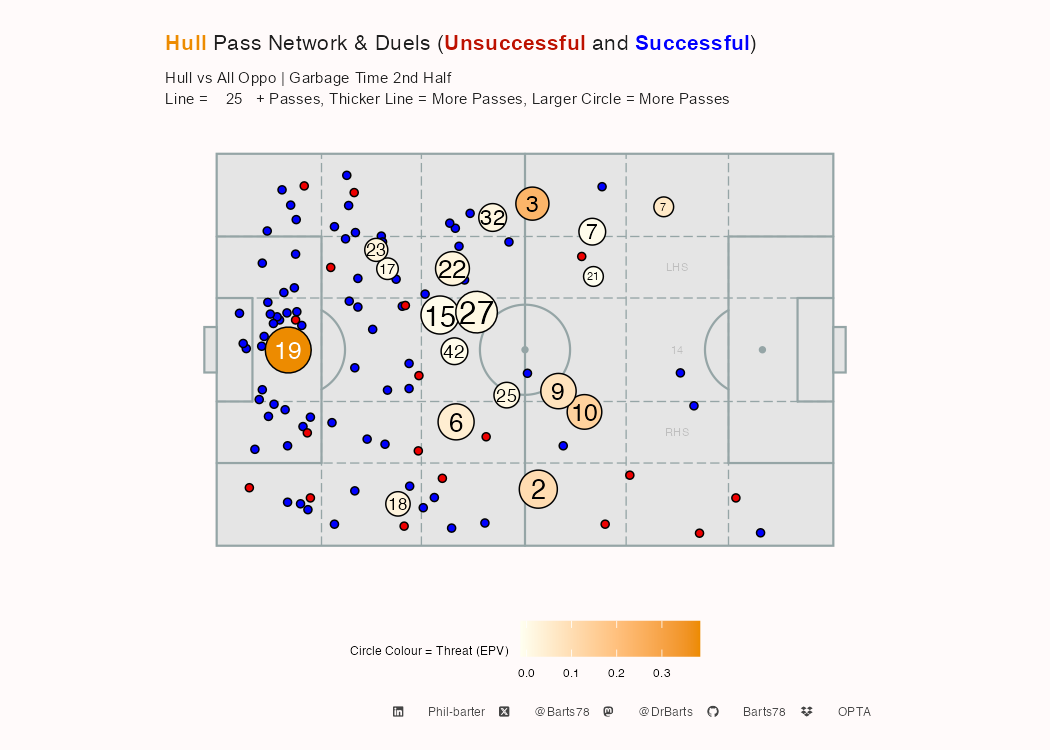 Hull Pass Network & Duels (Unsuccessful and Successful)
Hull vs All Oppo | Garbage Time 2nd Half
Line = 25 + Passes, Thicker Line = More Passes, Larger Circle = More Passes
3
7
32
7
23
17
22
21
LHS
15
27
19
42
14
9
25
10
6
RHS
2
18
Circle Colour = Threat (EPV)
0.0 0.1 0.2 0.3
Phil-barter @Barts78 @DrBarts Barts78 OPTA